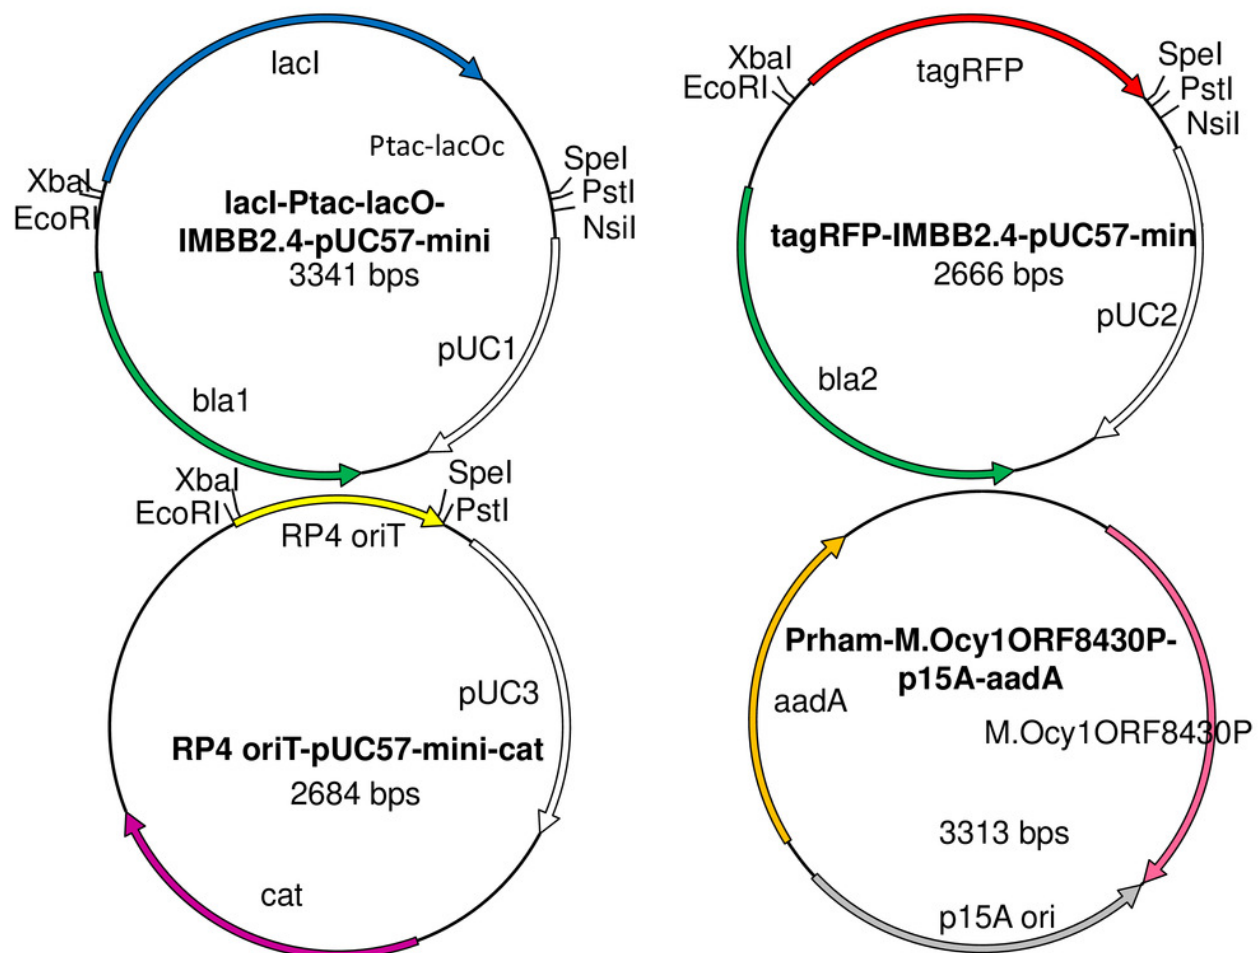 lacI
Ptac-lacOc
XbaI
EcoRI
SpeI
PstI
NsiI
lacI-Ptac-lacO-
IMBB2.4-pUC57-mini
3341 bps
pUC1
bla1
XbaI
EcoRI
tagRFP
SpeI
PstI
NsiI
tagRFP-IMBB2.4-pUC57-min
2666 bps
pUC2
bla2
XbaI
EcoRI
SpeI
PstI
RP4 oriT
pUC3
RP4 oriT-pUC57-mini-cat
2684 bps
cat
Prham-M.Ocy1ORF8430P-
p15A-aadA
aadA
M.Ocy1ORF8430P
3313 bps
p15A ori